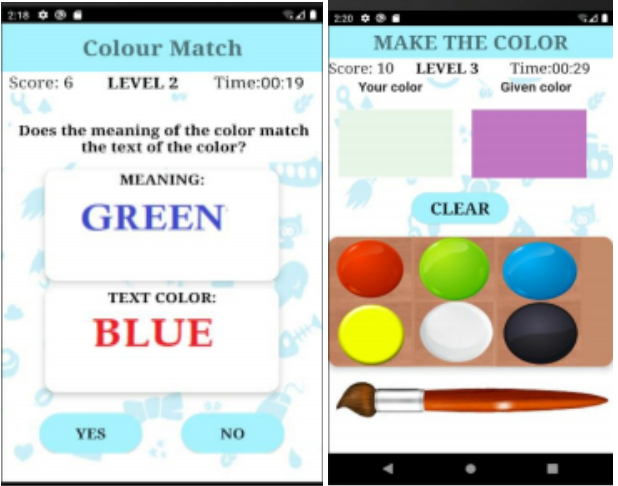 2:18
Colour Match
Score: 6 LEVEL 2 Time:00:19
Does the meaning of the color match
the text of the color?
MEANING:
GREEN
TEXT COLOR:
BLUE
YES NO
2:20
MAKE THE COLOR
Score: 10 LEVEL 3 Time:00:29
Your color Given color
CLEAR